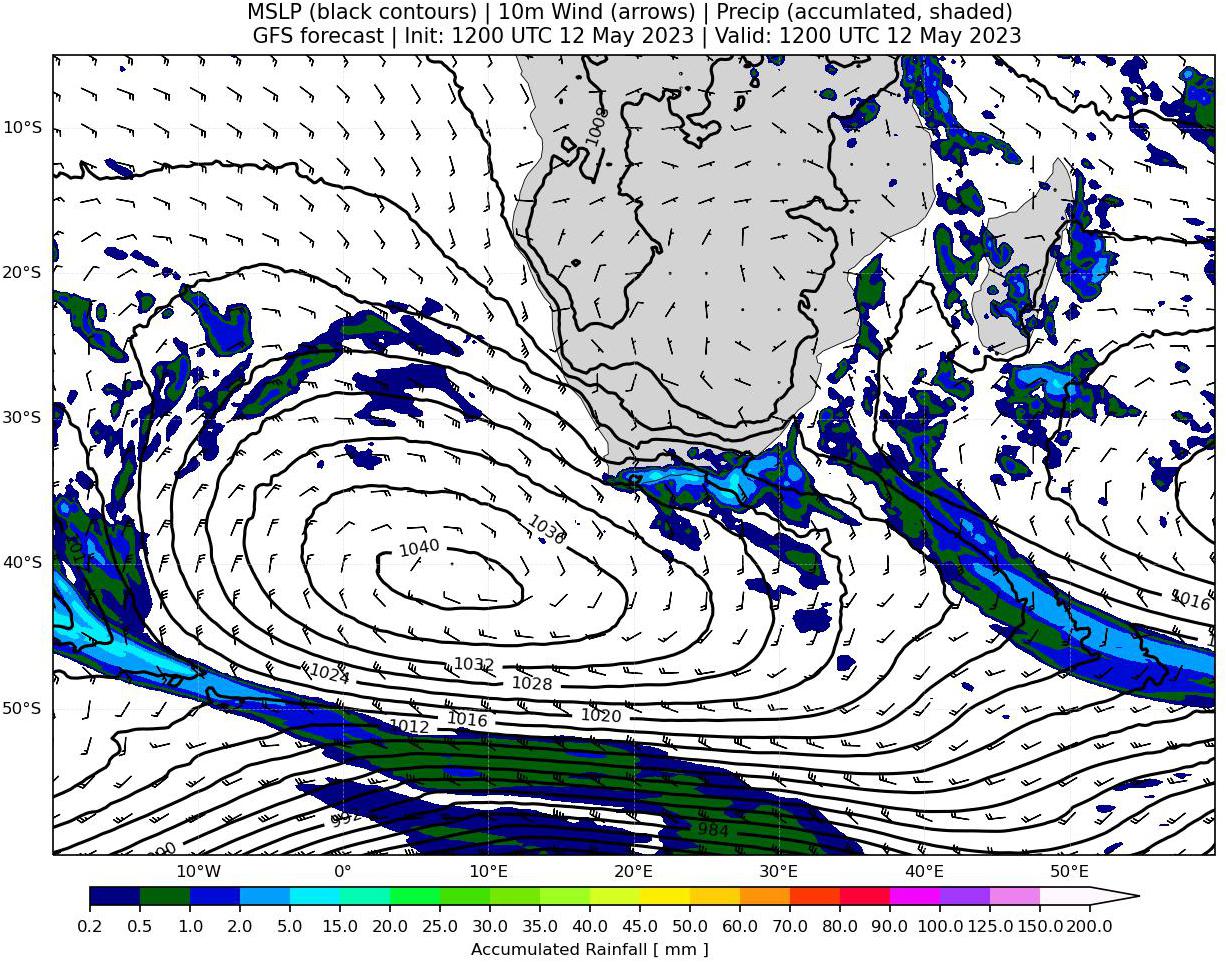 MSLP (black contours) | 10m Wind (arrows) | Precip (accumlated, shaded)
GFS forecast | Init: 1200 UTC 12 May 2023 | Valid: 1200 UTC 12 May 2023
10°S
1008
20°S
30°S
1036
1040
40°S
1016
1032
1024
1028
50°S
1012
1016
1020
992
984
10°W
0°
10°E
20°E
30°E
40°E
50°E
0.2 0.5 1.0 2.0 5.0 15.0 20.0 25.0 30.0 35.0 40.0 45.0 50.0 60.0 70.0 80.0 90.0 100.0 125.0 150.0 200.0
Accumulated Rainfall [ mm ]